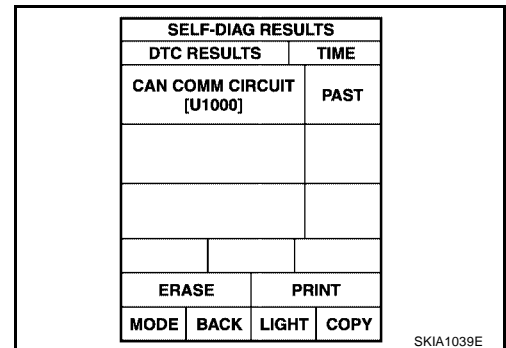 SELF-DIAG RESULTS
DTC RESULTS TIME
CAN COMM CIRCUIT
[U1000] PAST
ERASE PRINT
MODE BACK LIGHT COPY
SKIA1039E